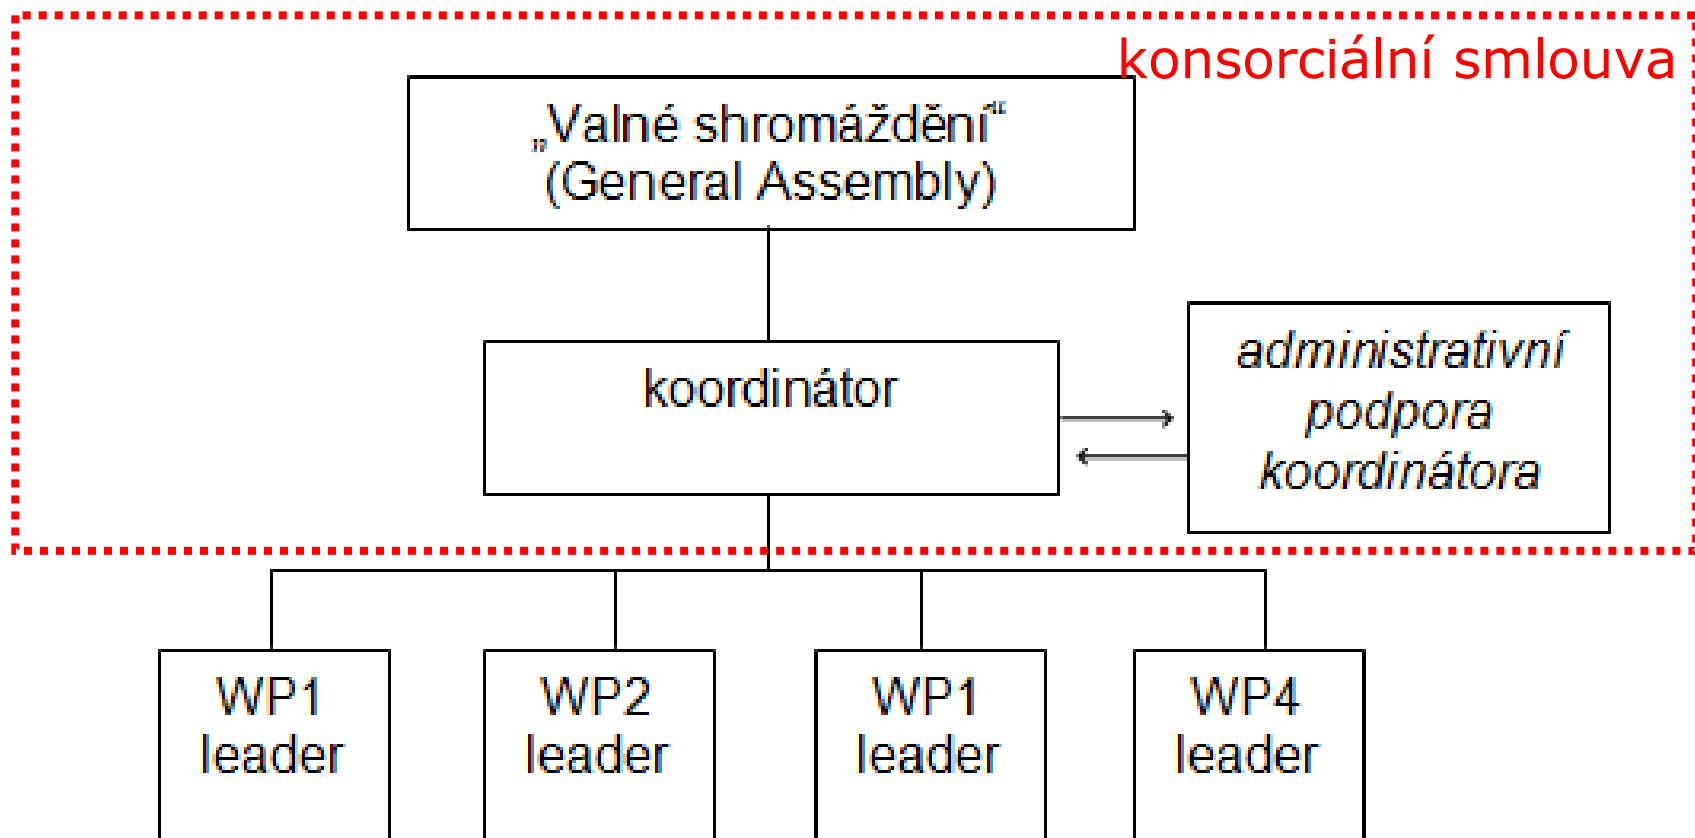 konsorciální smlouva
„Valné shromáždění“
(General Assembly)
koordinátor
administrativní
podpora
koordinátora
WP1
leader
WP2
leader
WP1
leader
WP4
leader